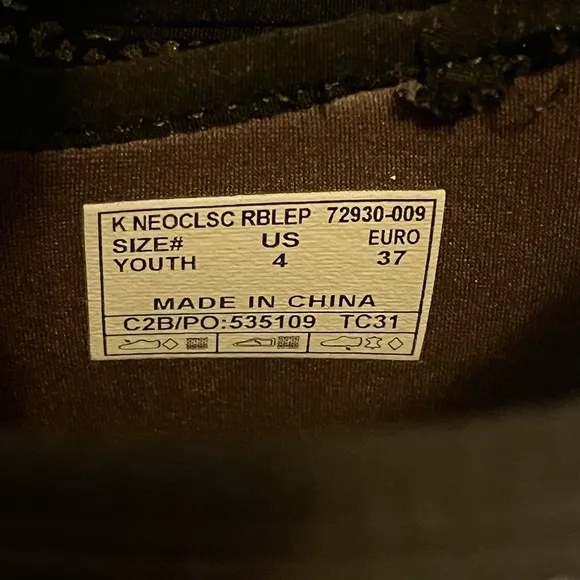 K NEOCLSC RBLEP 72930-009
SIZE# US EURO
YOUTH 4 37
MADE IN CHINA
C2B/PO:535109 TC31